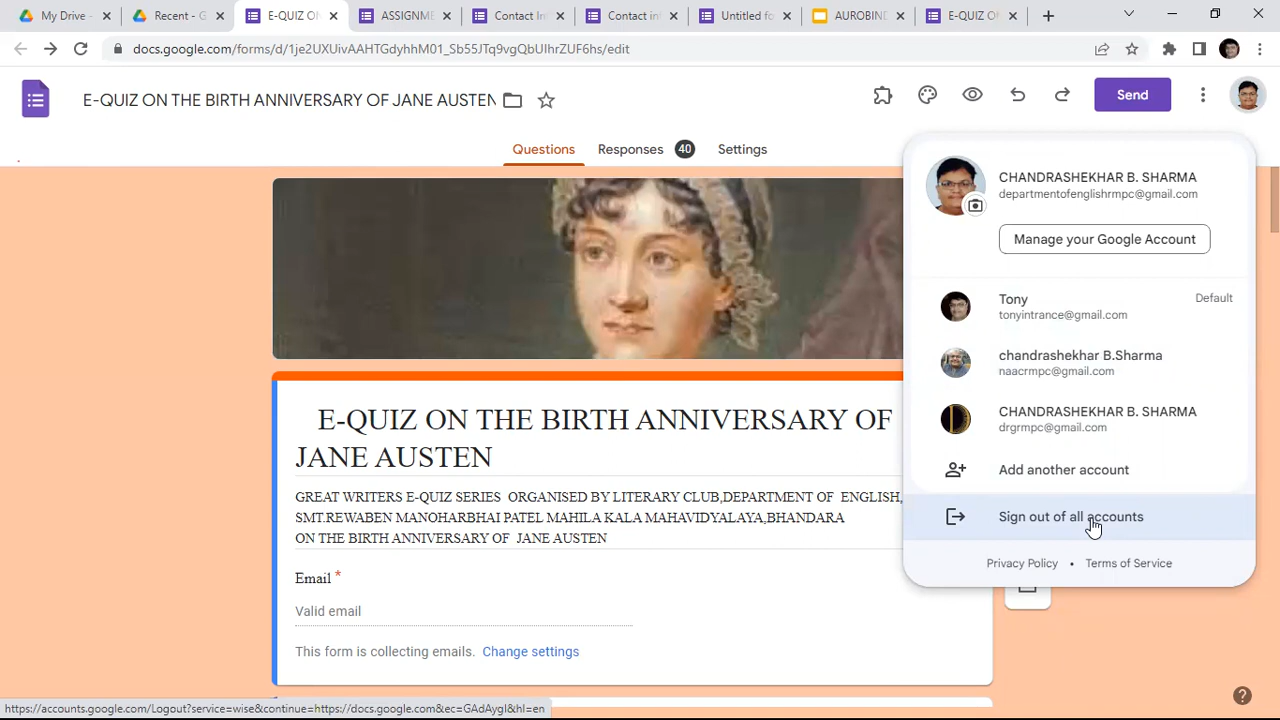 My Drive -
Recent - G
E-QUIZ ON
ASSIGNME
Contact In
Contact in
Untitled fo
AUROBIND
E-QUIZ ON
docs.google.com/forms/d/1je2UXUivAAHTGdyhhM01_Sb55JTq9vgQbUIhrZUF6hs/edit
E-QUIZ ON THE BIRTH ANNIVERSARY OF JANE AUSTEN
Send
Questions
Responses 40
Settings
CHANDRASHEKHAR B. SHARMA
departmentofenglishrmpc@gmail.com
Manage your Google Account
Tony
Default
tonyintrance@gmail.com
chandrashekhar B.Sharma
naacrmpc@gmail.com
CHANDRASHEKHAR B. SHARMA
drgrmpc@gmail.com
Add another account
Sign out of all accounts
Privacy Policy • Terms of Service
E-QUIZ ON THE BIRTH ANNIVERSARY OF
JANE AUSTEN
GREAT WRITERS E-QUIZ SERIES ORGANISED BY LITERARY CLUB,DEPARTMENT OF ENGLISH,
SMT.REWABEN MANOHARBHAI PATEL MAHILA KALA MAHAVIDYALAYA,BHANDARA
ON THE BIRTH ANNIVERSARY OF JANE AUSTEN
Email *
Valid email
This form is collecting emails. Change settings
https://accounts.google.com/Logout?service=wise&continue=https://docs.google.com&ec=GAdAygI&hl=en